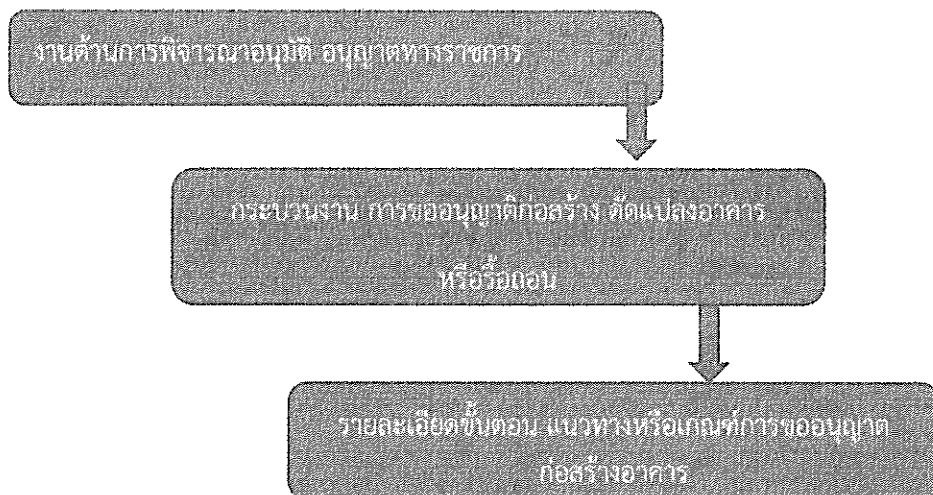 งานด้านการพิจารณาอนุมัติ อนุญาตทางราชการ
กระบวนงาน การขออนุญาติก่อสร้าง ดัดแปลงอาคาร
หรือรื้อถอน
รายละเอียดขั้นตอน แนวทางหรือเกณฑ์การขออนุญาต
ก่อสร้างอาคาร